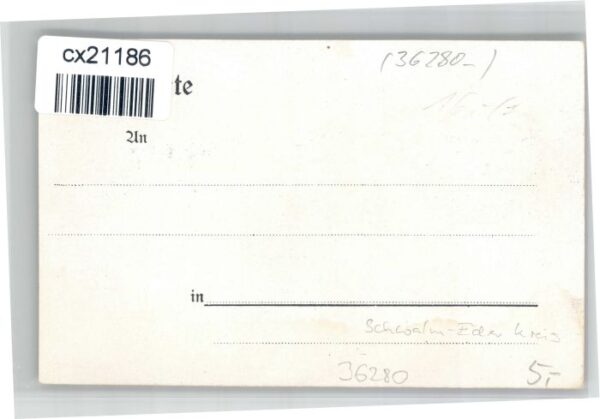 cx21186
te
(36280-)
An
in
Schwalm-Eder Kreis
36280
5,-